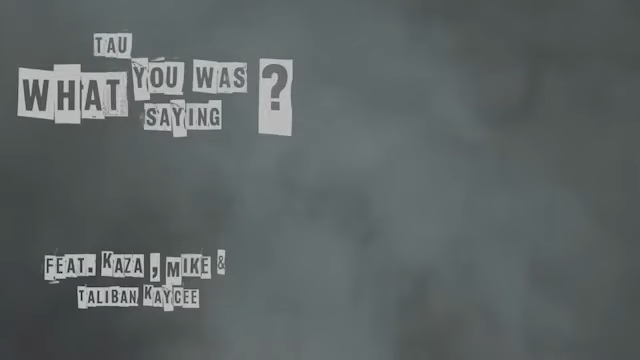 TAU
WHAT YOU WAS
SAYING ?
FEAT. KAZA, MIKE &
TALIBAN KAYCEE